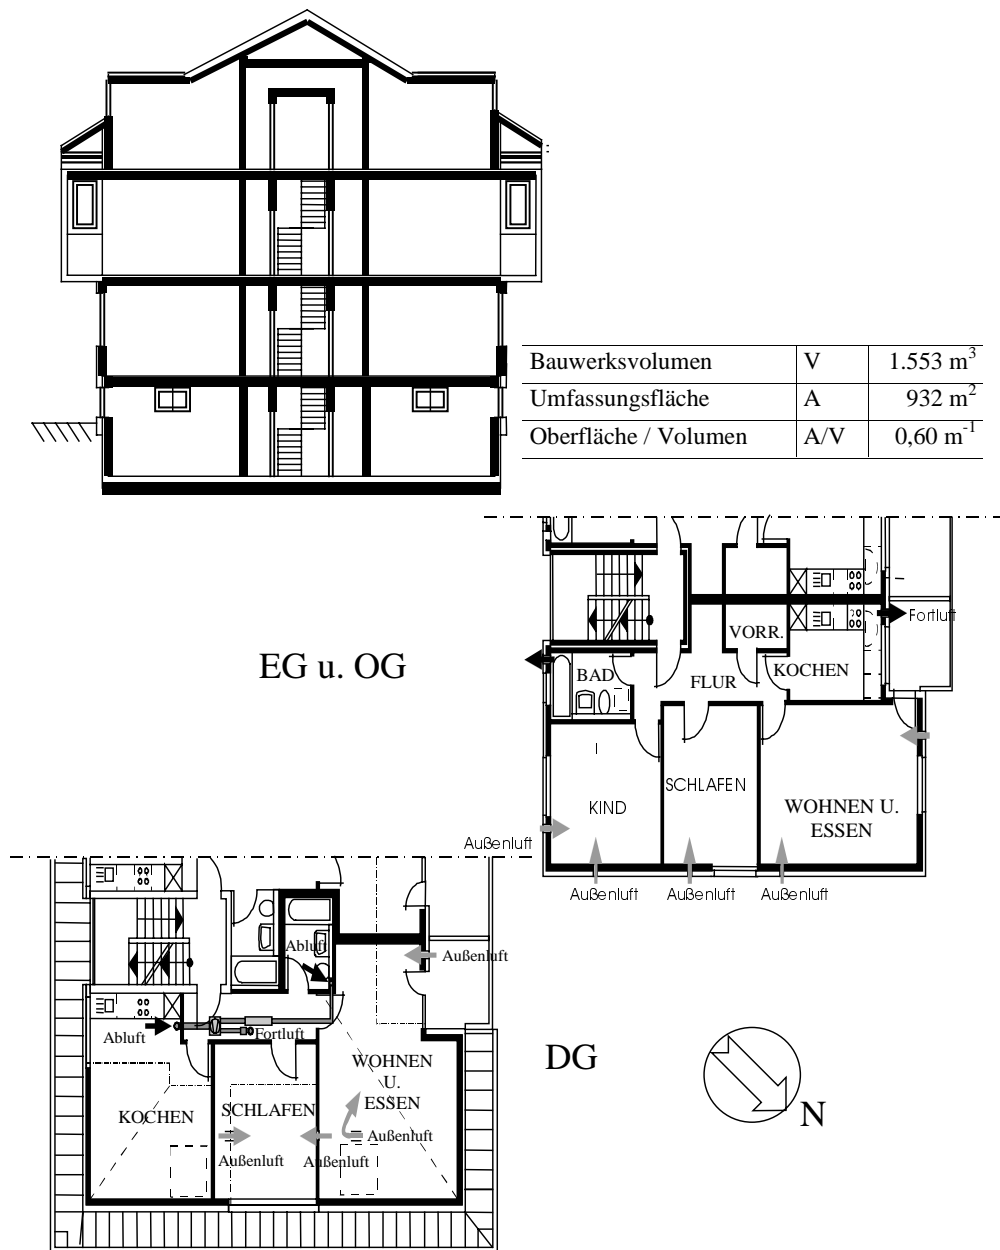 Bauwerksvolumen V 1.553 m³
Umfassungsfläche A 932 m²
Oberfläche / Volumen A/V 0,60 m⁻¹
EG u. OG
Fortluft
VORR.
BAD
FLUR
KOCHEN
SCHLAFEN
KIND
WOHNEN U.
ESSEN
Außenluft
Außenluft
Außenluft
Außenluft
DG
Abluft
Außenluft
Abluft
Fortluft
WOHNEN
U.
ESSEN
KOCHEN
SCHLAFEN
Außenluft
Außenluft
Außenluft
N